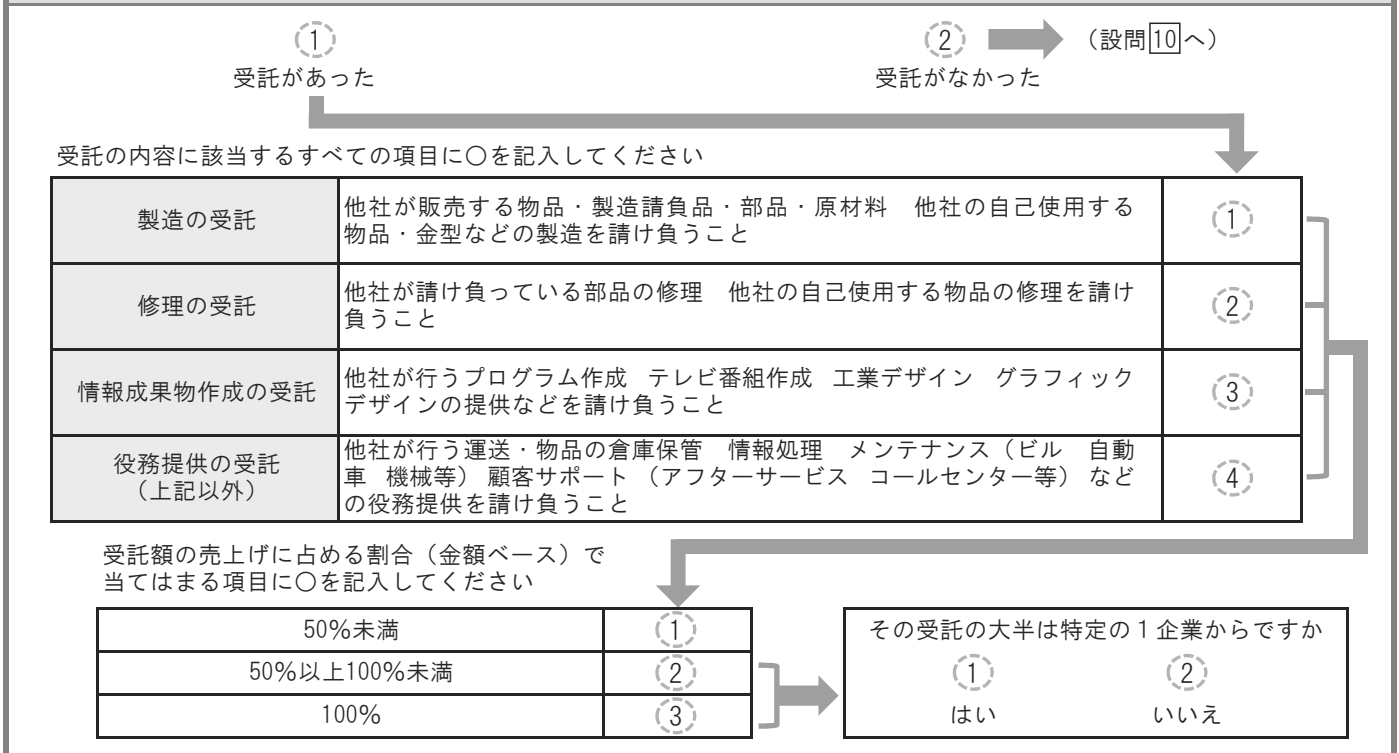 ① ② (設問10へ)
受託があった 受託がなかった
受託の内容に該当するすべての項目に○を記入してください
製造の受託 他社が販売する物品・製造請負品・部品・原材料 他社の自己使用する
物品・金型などの製造を請け負うこと ①
修理の受託 他社が請け負っている部品の修理 他社の自己使用する物品の修理を請け
負うこと ②
情報成果物作成の受託 他社が行うプログラム作成 テレビ番組作成 工業デザイン グラフィック
デザインの提供などを請け負うこと ③
役務提供の受託
(上記以外) 他社が行う運送・物品の倉庫保管 情報処理 メンテナンス(ビル 自動
車 機械等) 顧客サポート (アフターサービス コールセンター等) など
の役務提供を請け負うこと ④
受託額の売上げに占める割合(金額ベース)で
当てはまる項目に○を記入してください
50%未満 ①
50%以上100%未満 ②
100% ③
その受託の大半は特定の1企業からですか
① ②
はい いいえ